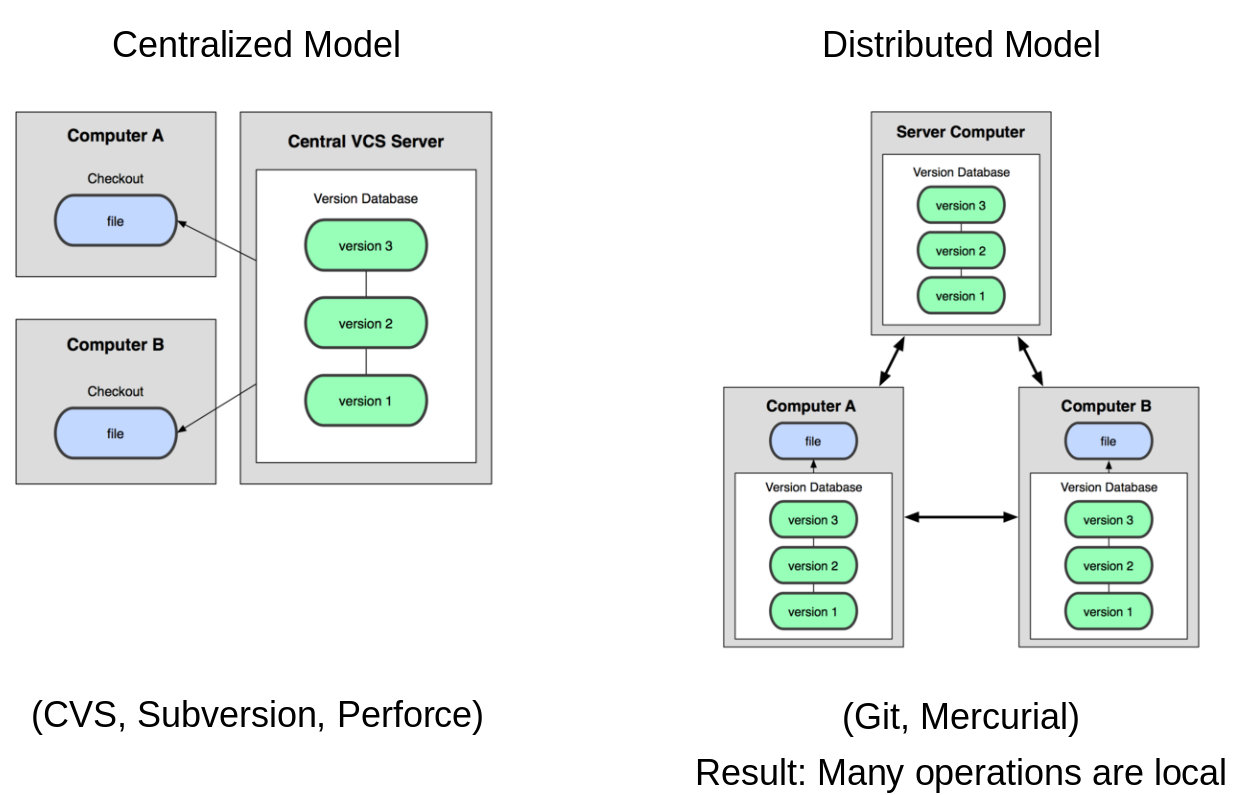 Centralized Model
Computer A
Checkout
file
Computer B
Checkout
file
Central VCS Server
Version Database
version 3
version 2
version 1
(CVS, Subversion, Perforce)
Distributed Model
Server Computer
Version Database
version 3
version 2
version 1
Computer A
file
Version Database
version 3
version 2
version 1
Computer B
file
Version Database
version 3
version 2
version 1
(Git, Mercurial)
Result: Many operations are local